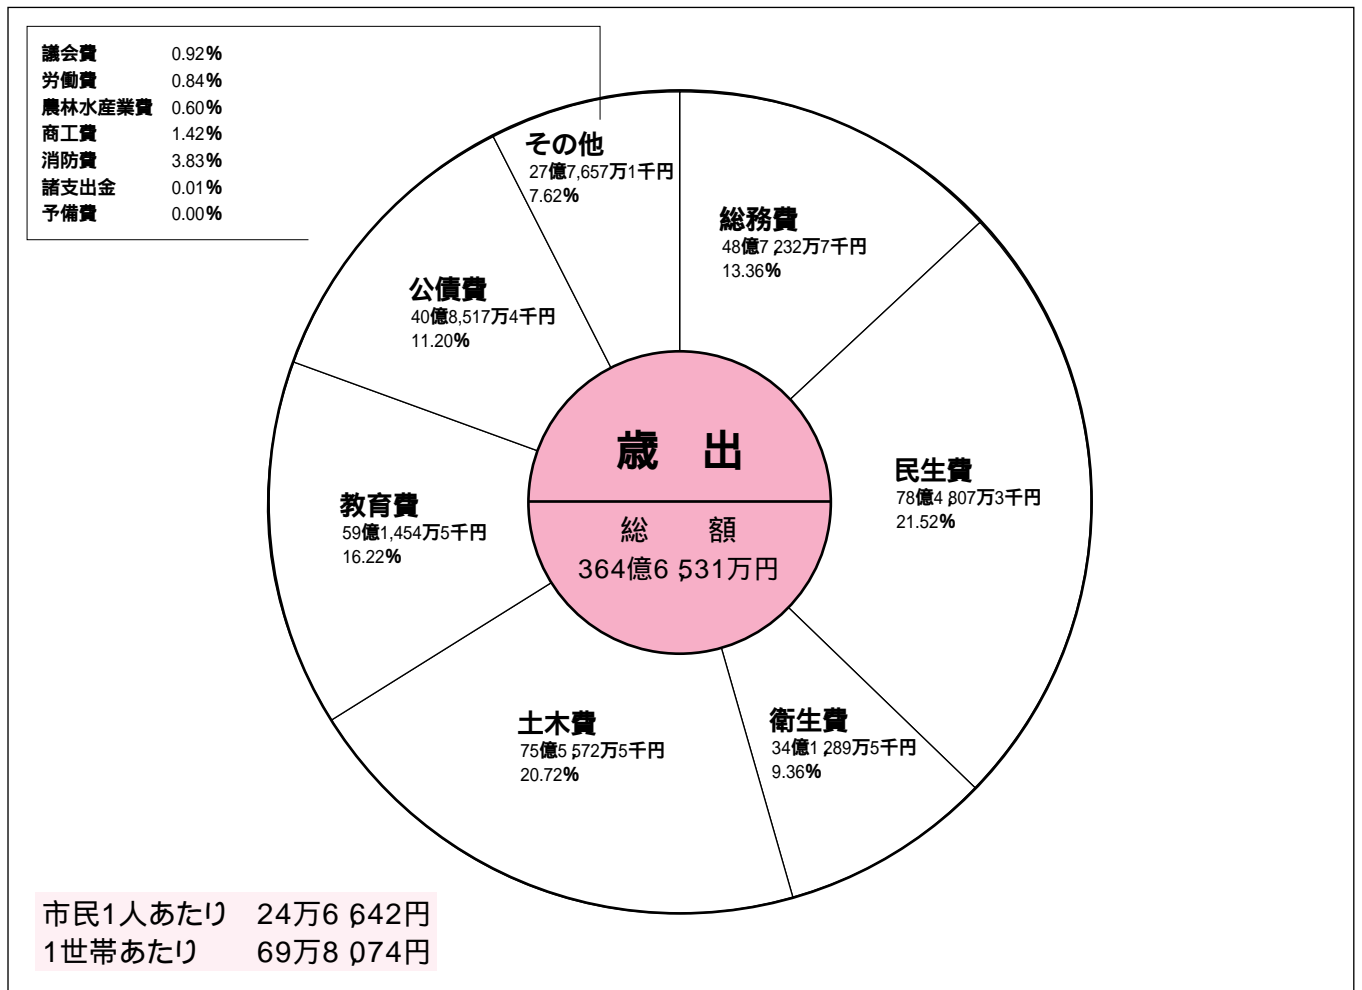 議会費 0.92%
労働費 0.84%
農林水産業費 0.60%
商工費 1.42%
消防費 3.83%
諸支出金 0.01%
予備費 0.00%
その他
27億7,657万1千円
7.62%
総務費
48億7,232万7千円
13.36%
公債費
40億8,517万4千円
11.20%
民生費
78億4,807万3千円
21.52%
歳 出
総 額
364億6,531万円
教育費
59億1,454万5千円
16.22%
土木費
75億5,572万5千円
20.72%
衛生費
34億1,289万5千円
9.36%
市民1人あたり 24万6,642円
1世帯あたり 69万8,074円